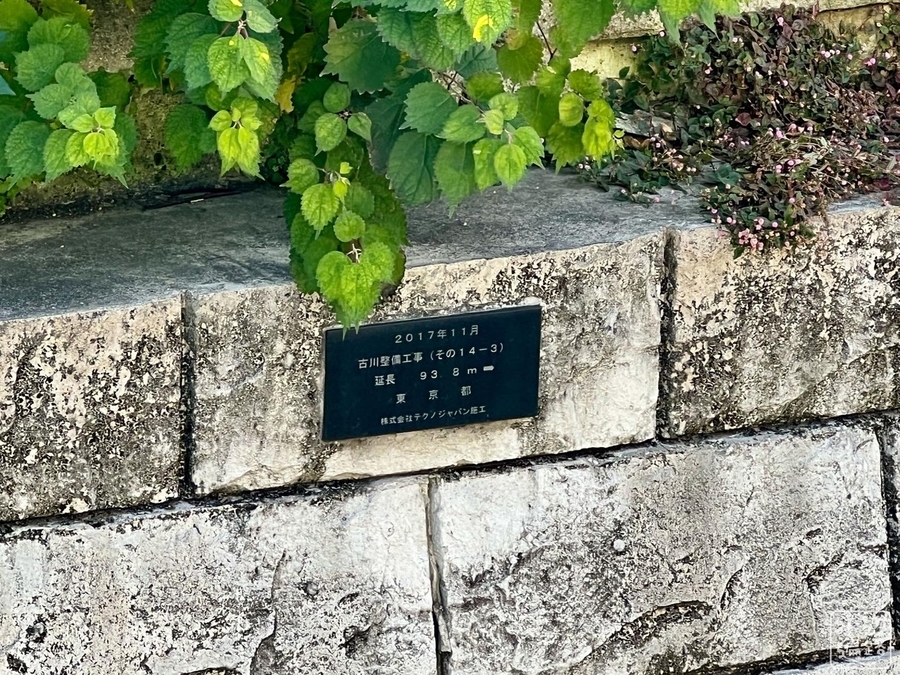 2017年11月
古川整備工事（その14－3）
延長　93.8m
東　京　都
株式会社テクノジャパン施工